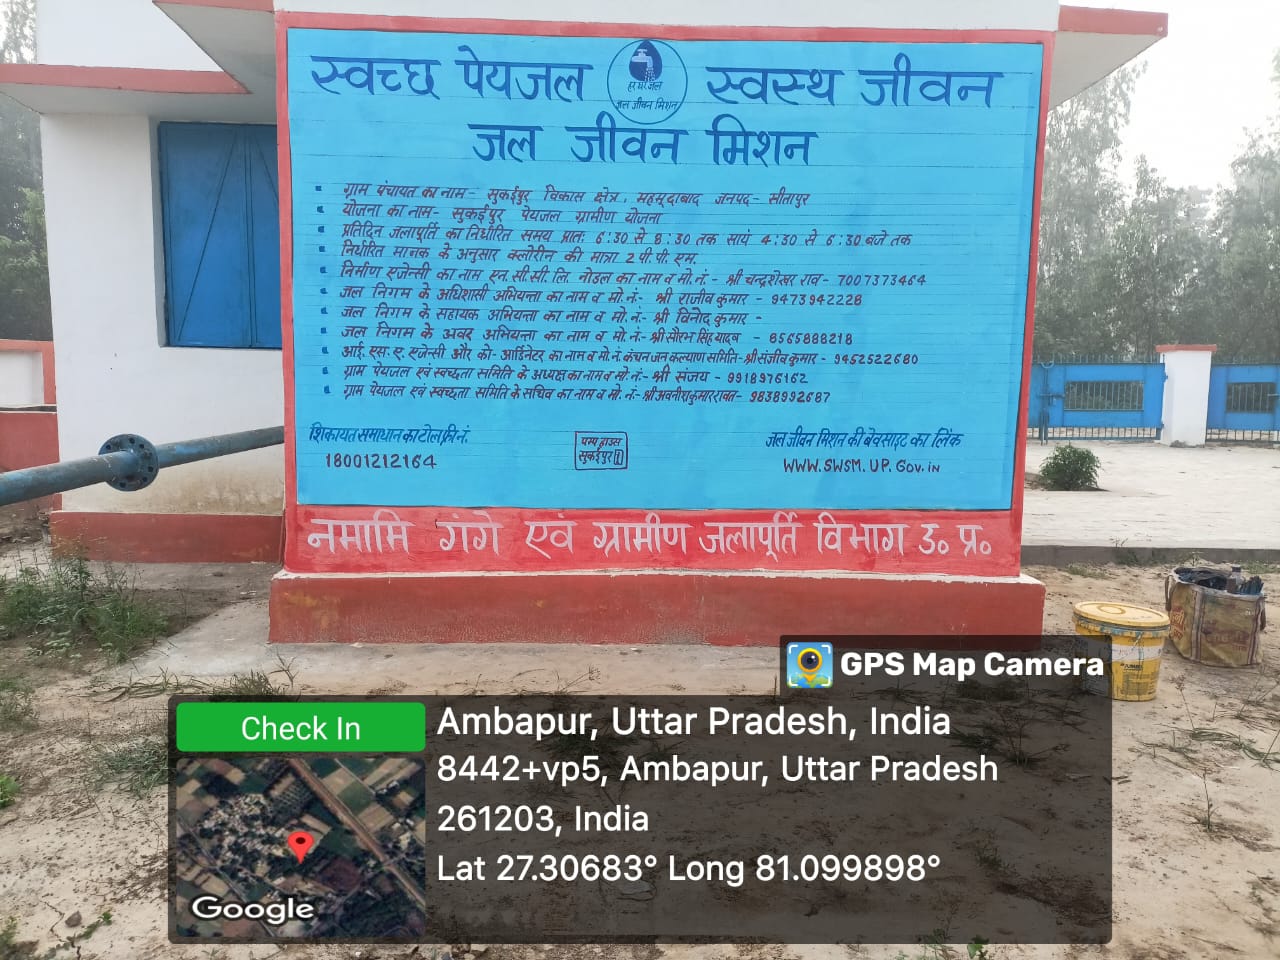 स्वच्छ पेयजल स्वस्थ जीवन
हर घर जल
जल जीवन मिशन
जल जीवन मिशन
ग्राम पंचायत का नाम- सुकईपुर विकास क्षेत्र, महमूदाबाद जनपद- सीतापुर
योजना का नाम- सुकईपुर पेयजल ग्रामीण योजना
प्रतिदिन जलापूर्ति का निर्धारित समय प्रातः 6:30 से 8:30 तक सायं 4:30 से 6:30 बजे तक
निर्धारित मानक के अनुसार क्लोरीन की मात्रा 2 पी.पी.एम.
निर्माण एजेन्सी का नाम एन.सी.सी.लि. नोडल का नाम व मो.नं.- श्री चन्द्रशेखर राव- 7007373464
जल निगम के अधिशासी अभियन्ता का नाम व मो.नं- श्री राजीव कुमार - 9473942228
जल निगम के सहायक अभियन्ता का नाम व मो.नं- श्री विनोद कुमार -
जल निगम के अवर अभियन्ता का नाम व मो.नं.- श्री सौरभ सिंह यादव - 8565888218
आई.एस.ए. एजेन्सी और को- आर्डिनेटर का नाम व मो.नं. कंचन जन कल्याण समिति-श्री संजीव कुमार - 9452522680
ग्राम पेयजल एवं स्वच्छता समिति के अध्यक्ष का नाम व मो.नं.- श्री संजय - 9918976162
ग्राम पेयजल एवं स्वच्छता समिति के सचिव का नाम व मो.नं- श्री अवनीश कुमार रावत- 9838992687
शिकायत समाधान का टोल फ्री नं.
18001212164
पम्प हाउस
सुकईपुर 1
जल जीवन मिशन की बेवसाइट का लिंक
WWW.SWSM.UP.Gov.iN
नमामि गंगे एवं ग्रामीण जलापूर्ति विभाग उ० प्र०
GPS Map Camera
Check In
Ambapur, Uttar Pradesh, India
8442+vp5, Ambapur, Uttar Pradesh
261203, India
Lat 27.30683° Long 81.099898°
Google